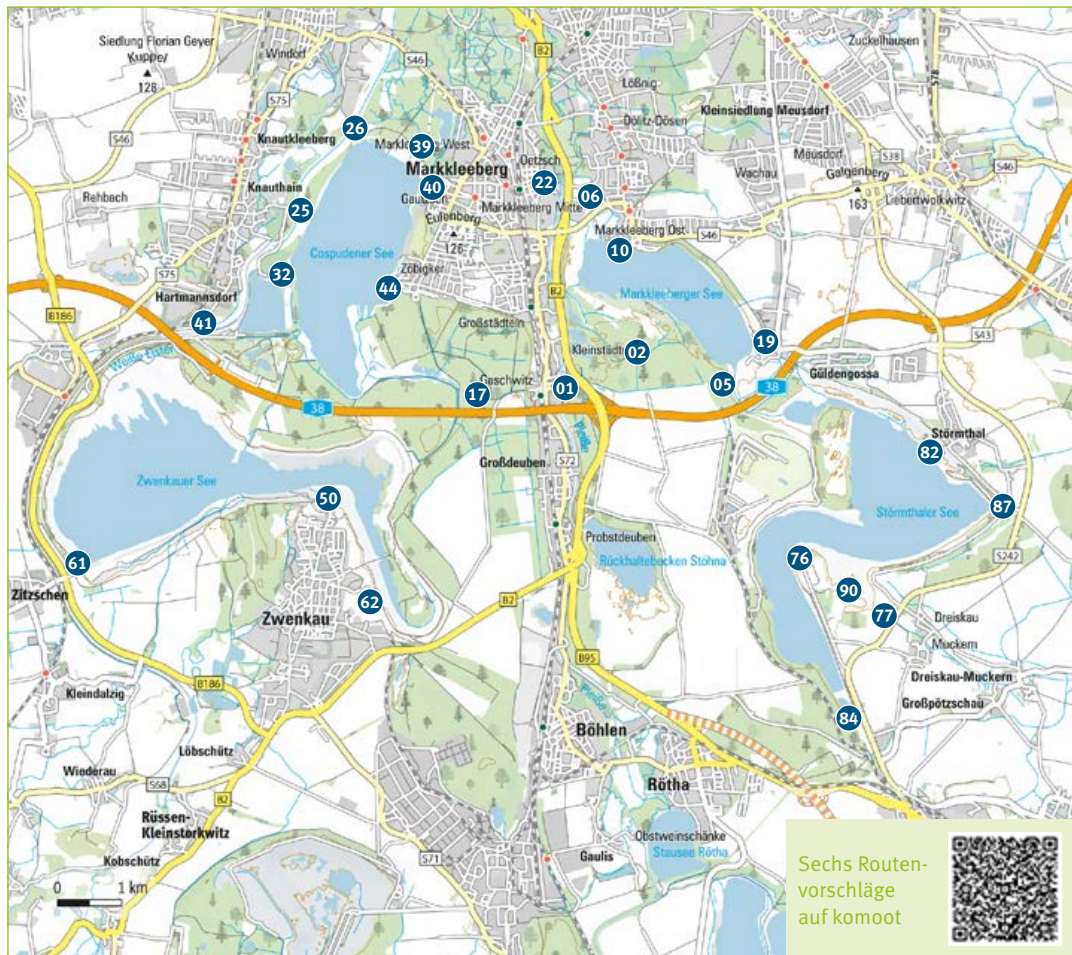 Siedlung Florian Geyer
Kupper
128
Windorf
S46
B2
Zuckelhausen
S78
Lößnig
S75
Kleinsiedlung Meusdorf
Dölitz-Dösen
S46
Knautkleeberg
26
39
Markkleeberg West
Markkleeberg
Oetzsch
22
06
Wachau
Meusdorf
S38
Galgenberg
163
S46
Liebertwolkwitz
Rehbach
Knauthain
25
40
Eulenberg
126
Markkleeberg Mitte
Markkleeberg Ost
10
S46
Cospudener See
S75
32
Zöbigker
44
B2
Markkleeberger See
Hartmannsdorf
B186
41
Großstädteln
Weiße Elster
02
19
S43
Güldengossa
Gaschwitz
17
01
05
38
38
Pleiße
Störmthal
82
Großdeuben
S72
Zwenkauer See
50
87
Störmthaler See
Probstdeuben
Rückhaltebecken Stöhna
76
S242
61
Zitzschen
62
90
77
Zwenkau
B2
Dreiskau
Muckern
B95
Dreiskau-Muckern
Kleindalzig
B186
Pleiße
Großpötzschau
84
Böhlen
Löbschütz
Wiederau
S68
B2
Rötha
Rüssen-
Kleinstorkwitz
Obstweinschänke
Kobschütz
S71
Gaulis
Stausee Rötha
0 1 km
Sechs Routen-
vorschläge
auf komoot